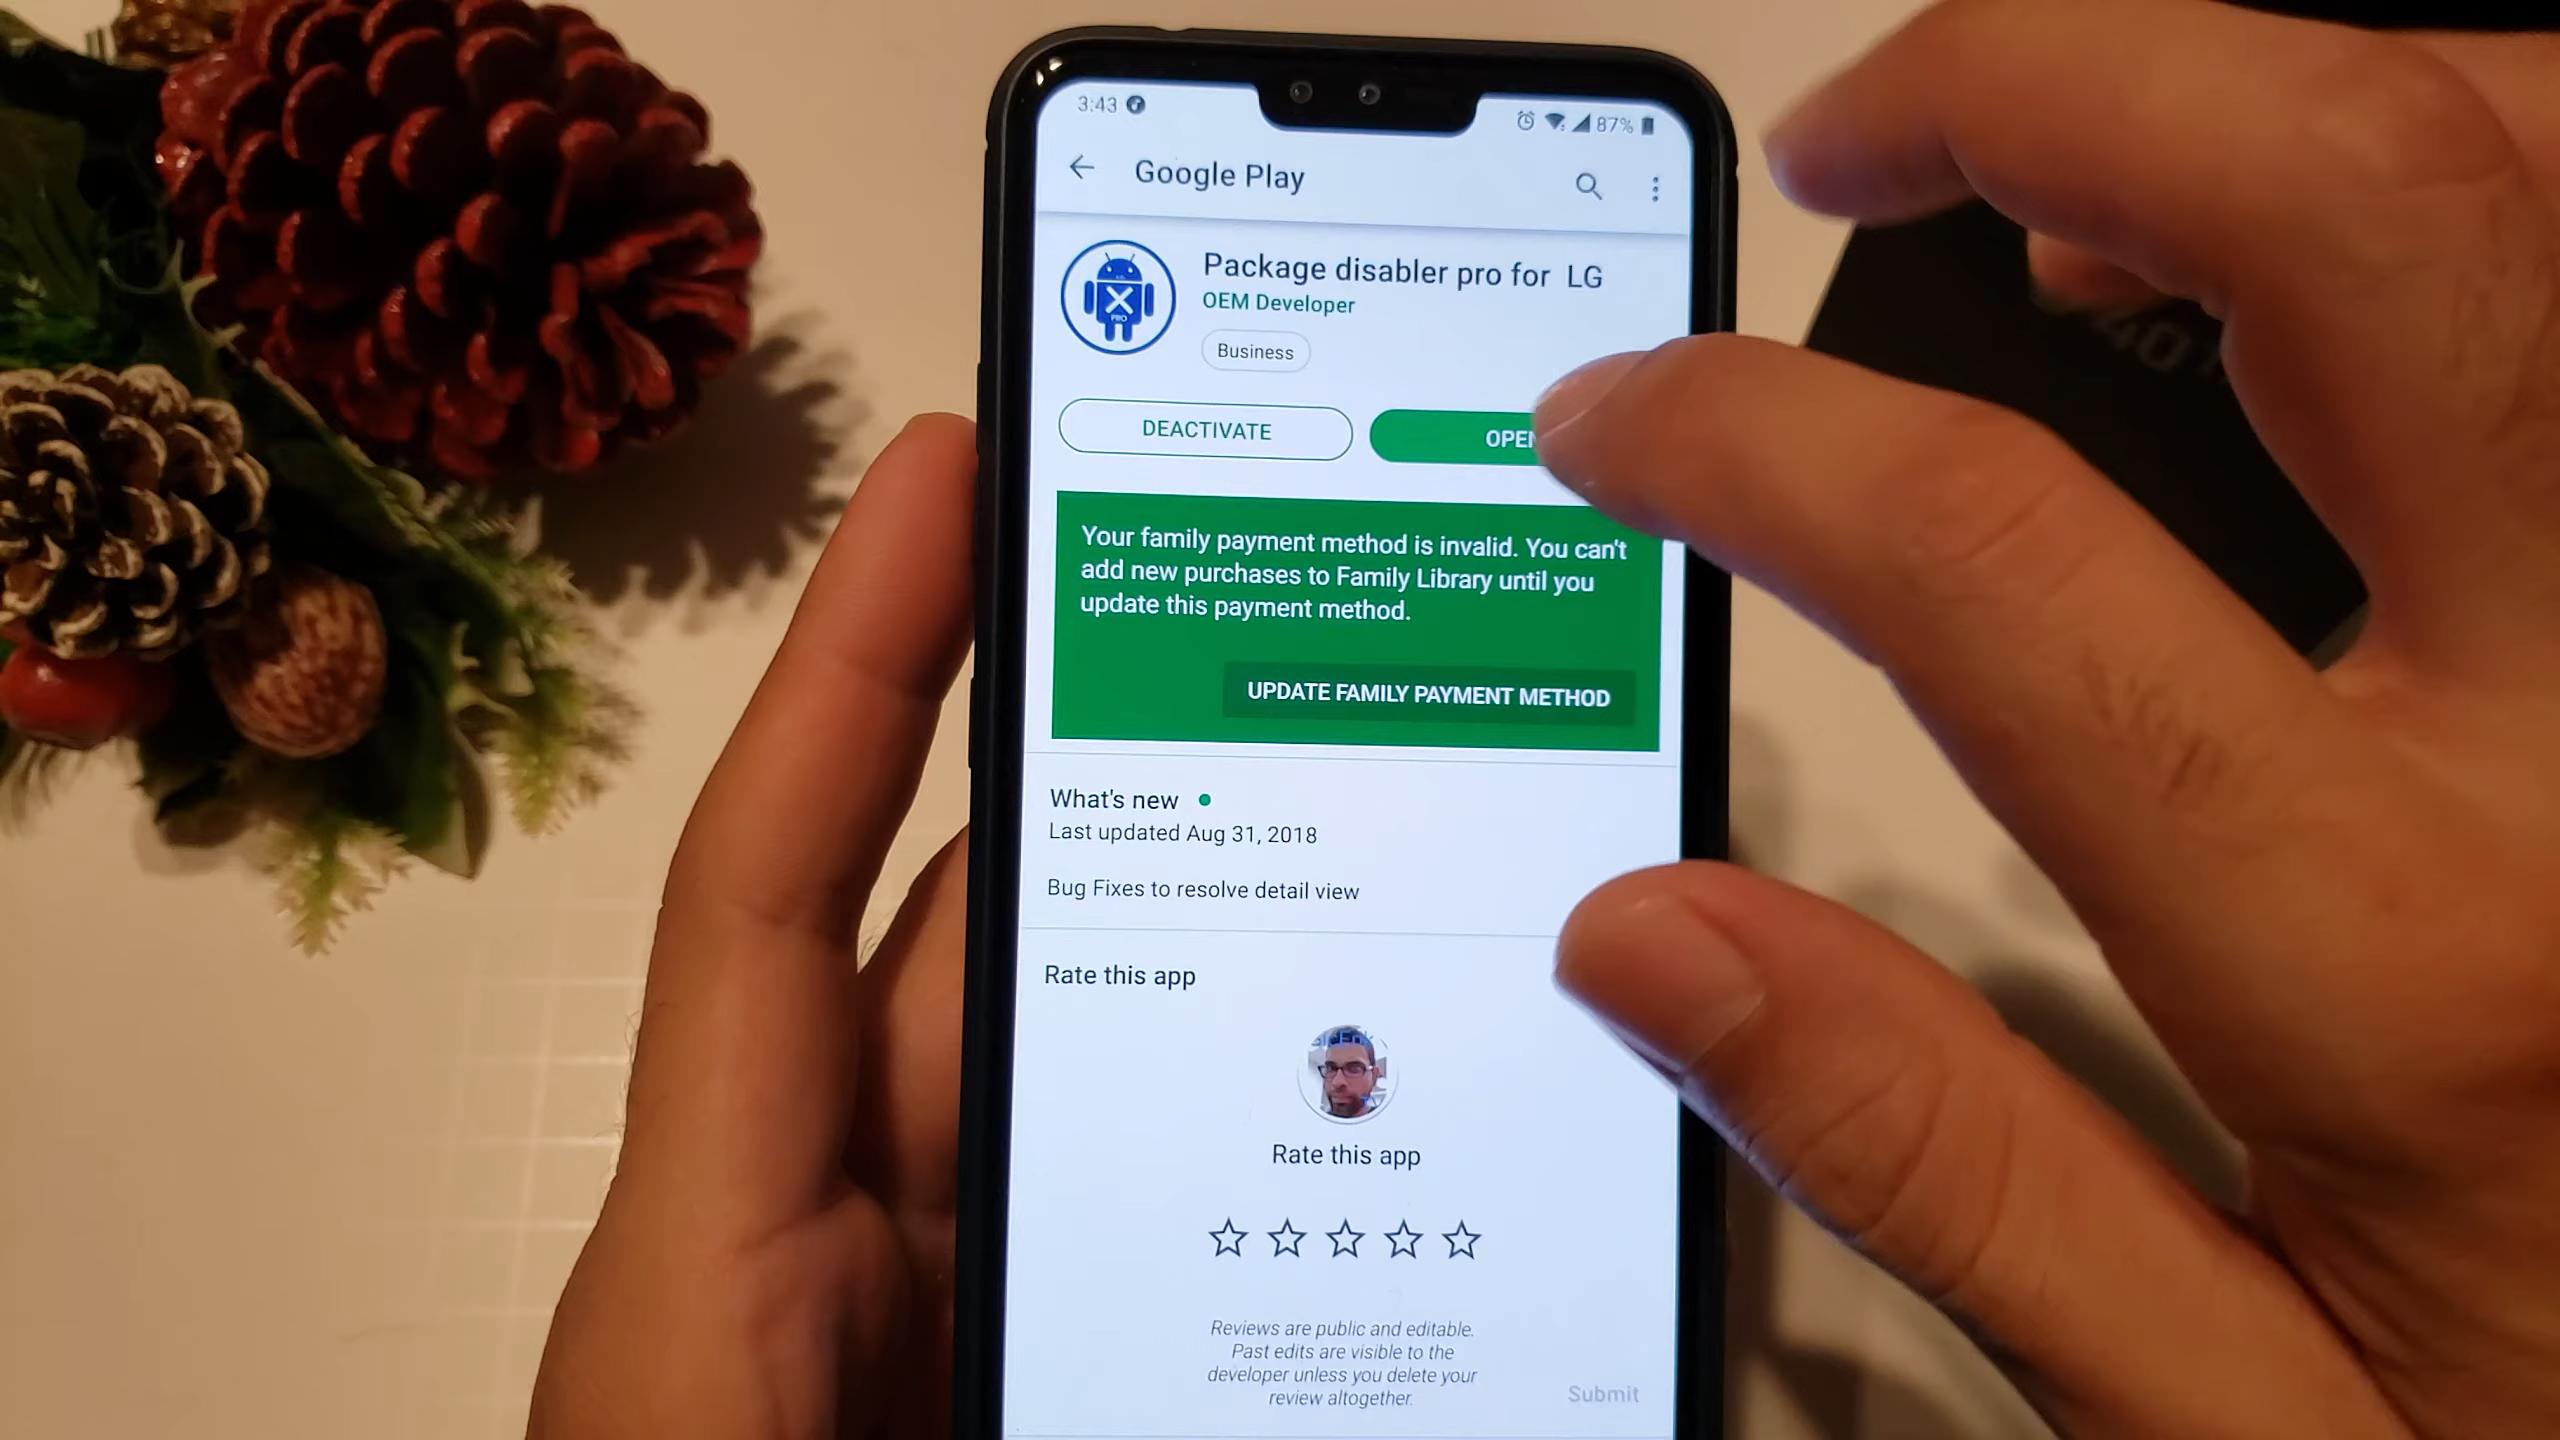 3:43
87%
Google Play
Package disabler pro for LG
OEM Developer
PRO
Business
DEACTIVATE
OPEN
Your family payment method is invalid. You can't
add new purchases to Family Library until you
update this payment method.
UPDATE FAMILY PAYMENT METHOD
What's new
Last updated Aug 31, 2018
Bug Fixes to resolve detail view
Rate this app
Rate this app
Reviews are public and editable.
Past edits are visible to the
developer unless you delete your
review altogether.
Submit